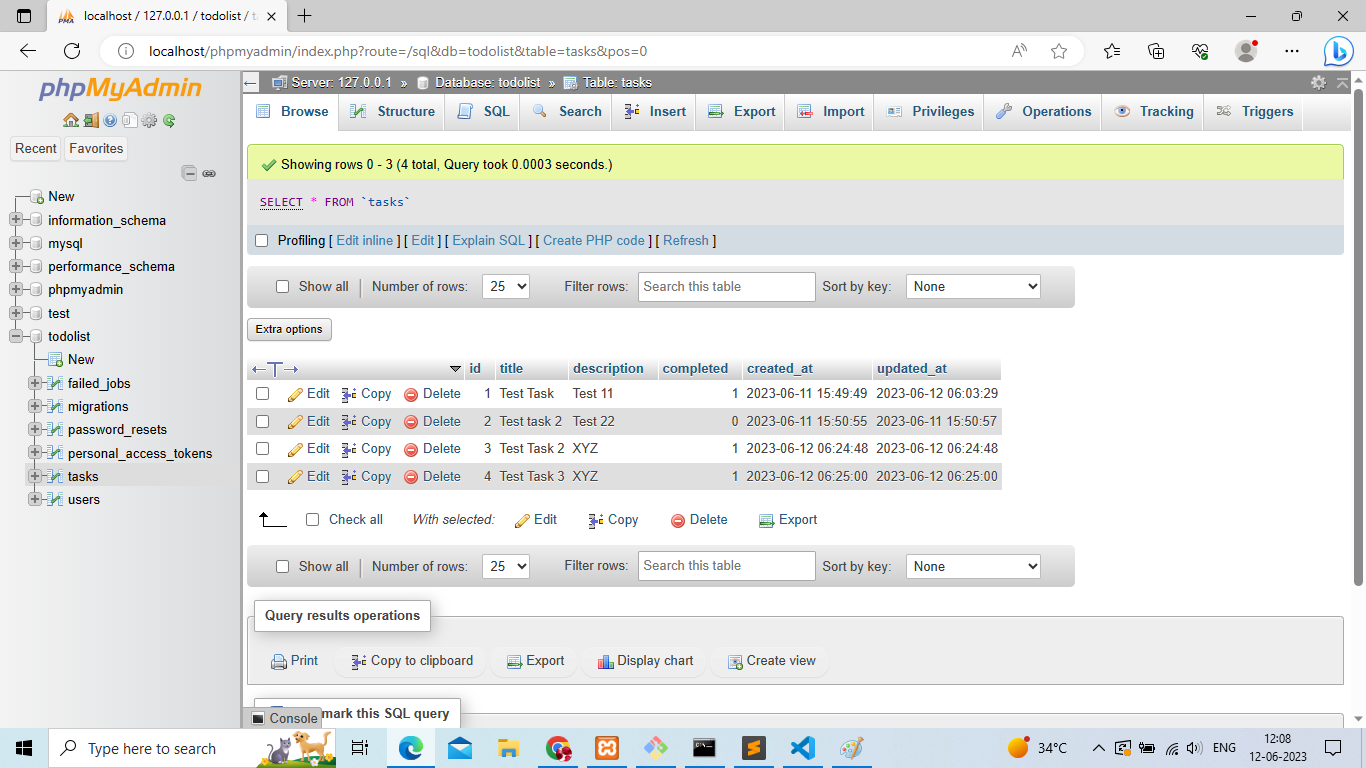 localhost / 127.0.0.1 / todolist / t
localhost/phpmyadmin/index.php?route=/sql&db=todolist&table=tasks&pos=0
phpMyAdmin
Recent Favorites
New
information_schema
mysql
performance_schema
phpmyadmin
test
todolist
New
failed_jobs
migrations
password_resets
personal_access_tokens
tasks
users
Server: 127.0.0.1 » Database: todolist » Table: tasks
Browse Structure SQL Search Insert Export Import Privileges Operations Tracking Triggers
Showing rows 0 - 3 (4 total, Query took 0.0003 seconds.)
SELECT * FROM `tasks`
Profiling [ Edit inline ] [ Edit ] [ Explain SQL ] [ Create PHP code ] [ Refresh ]
Show all | Number of rows: 25 Filter rows: Search this table Sort by key: None
Extra options
id title description completed created_at updated_at
Edit Copy Delete 1 Test Task Test 11 1 2023-06-11 15:49:49 2023-06-12 06:03:29
Edit Copy Delete 2 Test task 2 Test 22 0 2023-06-11 15:50:55 2023-06-11 15:50:57
Edit Copy Delete 3 Test Task 2 XYZ 1 2023-06-12 06:24:48 2023-06-12 06:24:48
Edit Copy Delete 4 Test Task 3 XYZ 1 2023-06-12 06:25:00 2023-06-12 06:25:00
Check all With selected: Edit Copy Delete Export
Show all | Number of rows: 25 Filter rows: Search this table Sort by key: None
Query results operations
Print Copy to clipboard Export Display chart Create view
mark this SQL query
Console
Type here to search
34°C ENG 12:08
12-06-2023